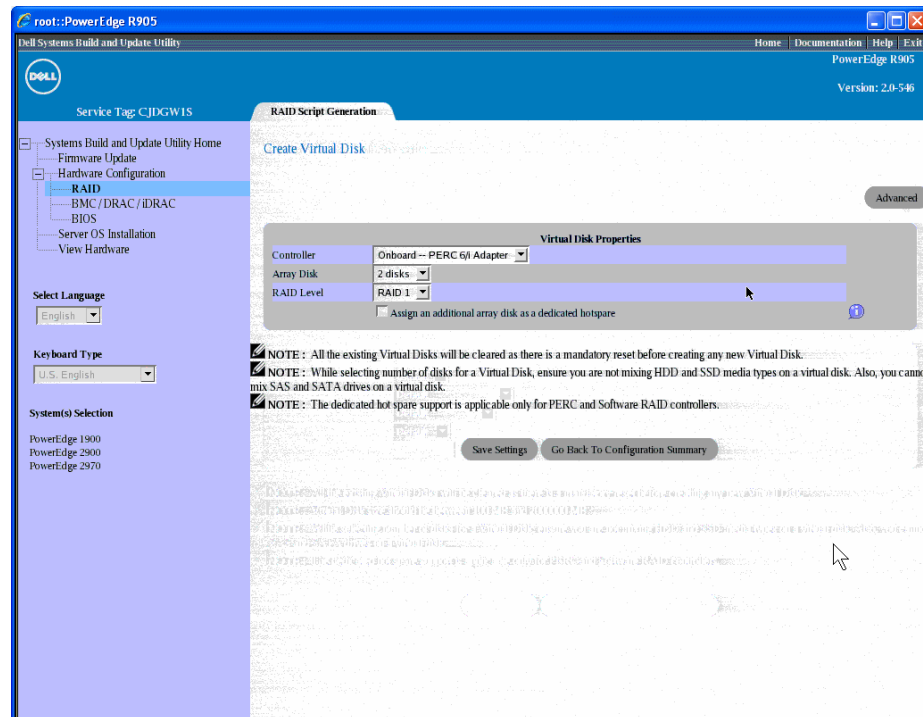 root::PowerEdge R905
Dell Systems Build and Update Utility
Home | Documentation | Help | Exit
DELL
PowerEdge R905
Version: 2.0-546
Service Tag: CJDGW1S
RAID Script Generation
Systems Build and Update Utility Home
Firmware Update
Hardware Configuration
RAID
BMC / DRAC / iDRAC
BIOS
Server OS Installation
View Hardware
Select Language
English
Keyboard Type
U.S. English
System(s) Selection
PowerEdge 1900
PowerEdge 2900
PowerEdge 2970
Create Virtual Disk
Advanced
Virtual Disk Properties
Controller
Onboard -- PERC 6/i Adapter
Array Disk
2 disks
RAID Level
RAID 1
Assign an additional array disk as a dedicated hotspare
NOTE : All the existing Virtual Disks will be cleared as there is a mandatory reset before creating any new Virtual Disk.
NOTE : While selecting number of disks for a Virtual Disk, ensure you are not mixing HDD and SSD media types on a virtual disk. Also, you
mix SAS and SATA drives on a virtual disk.
NOTE : The dedicated hot spare support is applicable only for PERC and Software RAID controllers.
Save Settings
Go Back To Configuration Summary